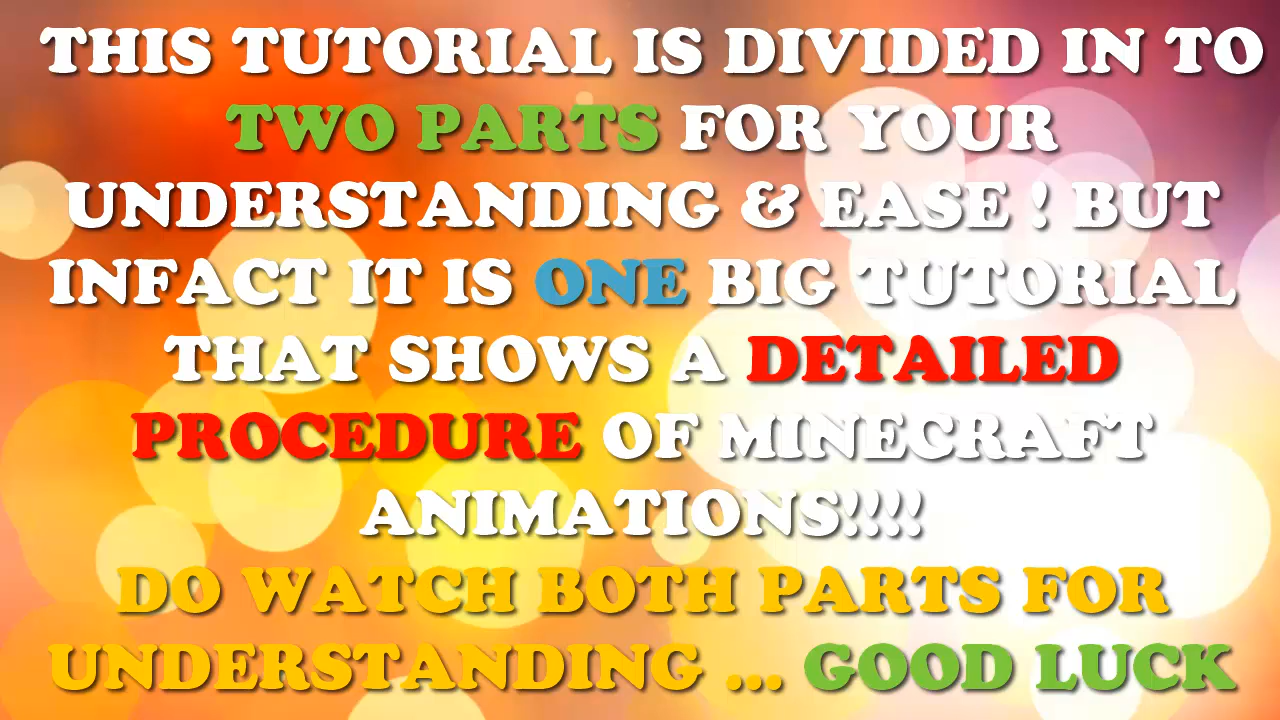 THIS TUTORIAL IS DIVIDED IN TO
TWO PARTS FOR YOUR
UNDERSTANDING & EASE ! BUT
INFACT IT IS ONE BIG TUTORIAL
THAT SHOWS A DETAILED
PROCEDURE OF MINECRAFT
ANIMATIONS!!!!
DO WATCH BOTH PARTS FOR
UNDERSTANDING ... GOOD LUCK